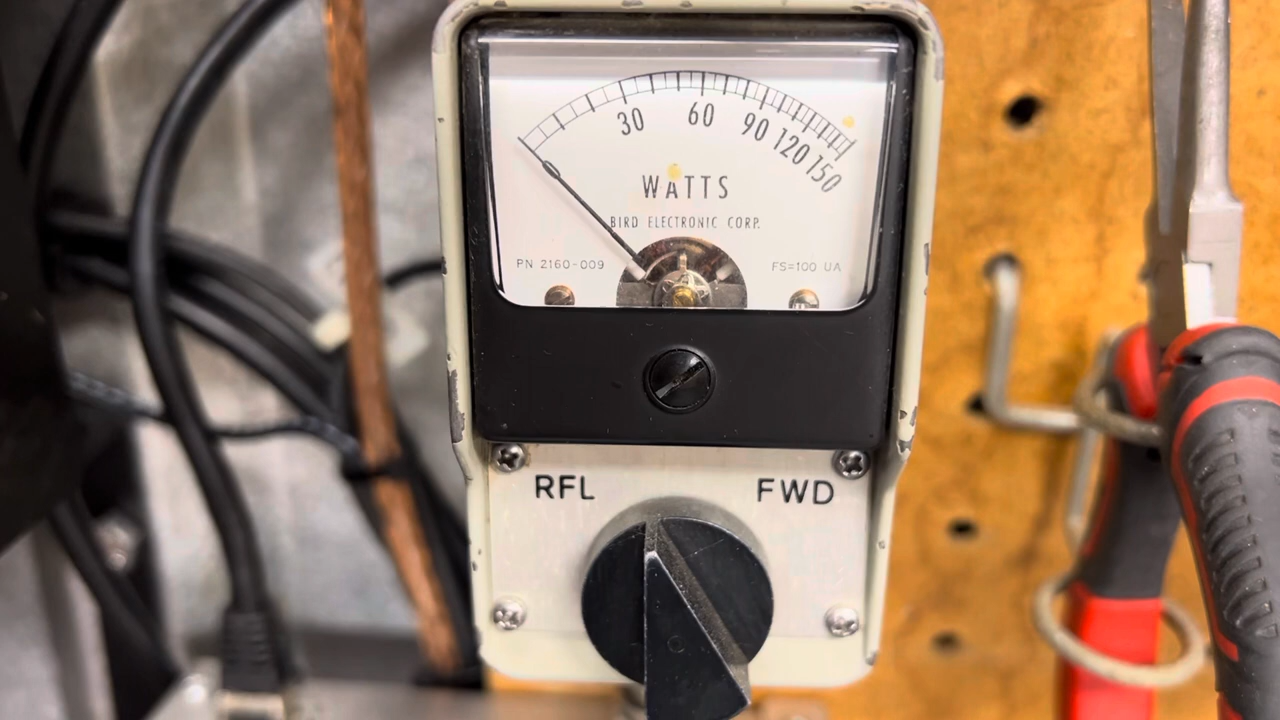 30 60 90 120 150
WATTS
BIRD ELECTRONIC CORP.
PN 2160-009 FS=100 UA
RFL FWD